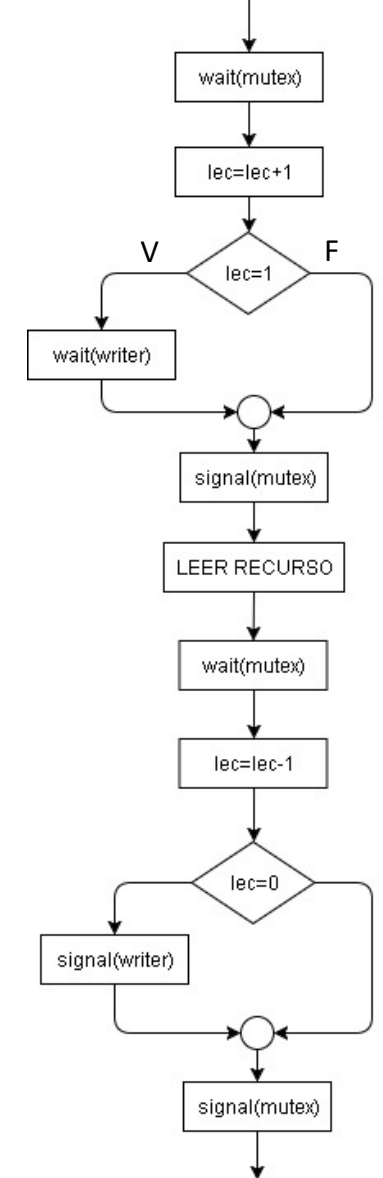 wait(mutex)
lec=lec+1
V
F
lec=1
wait(writer)
signal(mutex)
LEER RECURSO
wait(mutex)
lec=lec-1
lec=0
signal(writer)
signal(mutex)